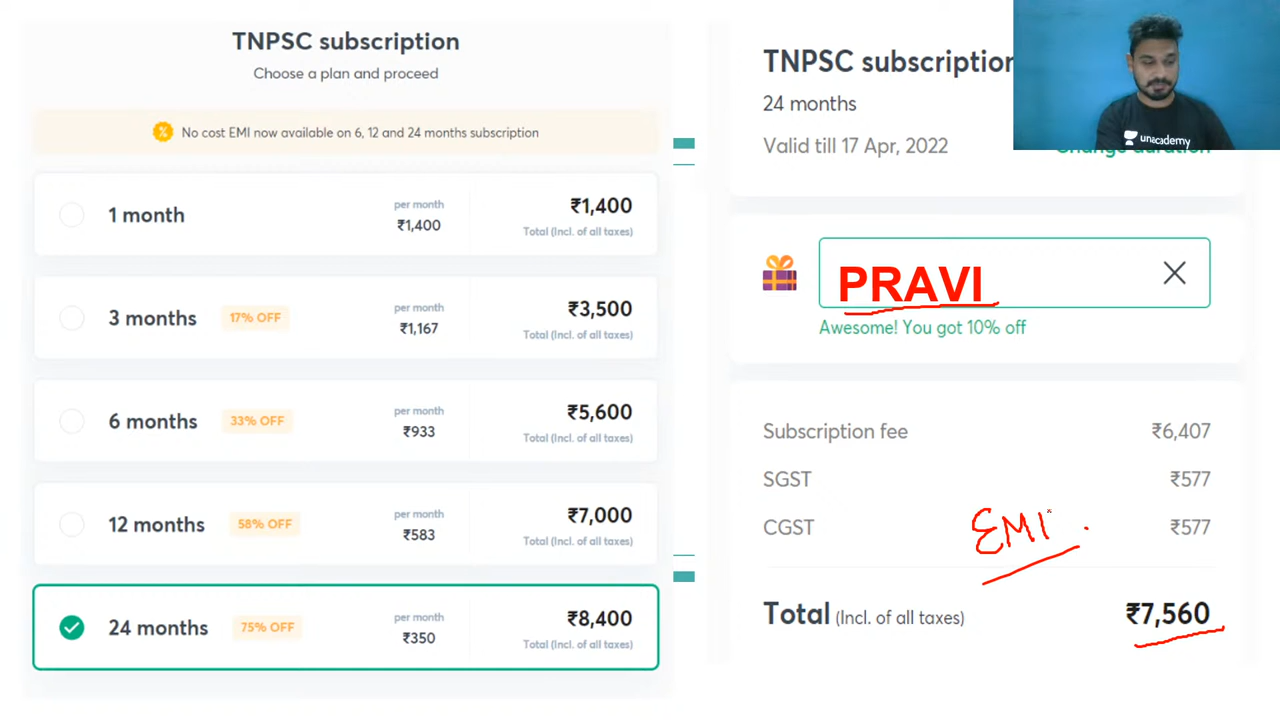 TNPSC subscription
Choose a plan and proceed
No cost EMI now available on 6, 12 and 24 months subscription
1 month
per month
₹1,400
₹1,400
Total (Incl. of all taxes)
3 months
17% OFF
per month
₹1,167
₹3,500
Total (Incl. of all taxes)
6 months
33% OFF
per month
₹933
₹5,600
Total (Incl. of all taxes)
12 months
58% OFF
per month
₹583
₹7,000
Total (Incl. of all taxes)
24 months
75% OFF
per month
₹350
₹8,400
Total (Incl. of all taxes)
TNPSC subscription
24 months
Valid till 17 Apr, 2022
Change duration
unacademy
PRAVI
Awesome! You got 10% off
Subscription fee ₹6,407
SGST ₹577
CGST ₹577
EMI
Total (Incl. of all taxes) ₹7,560